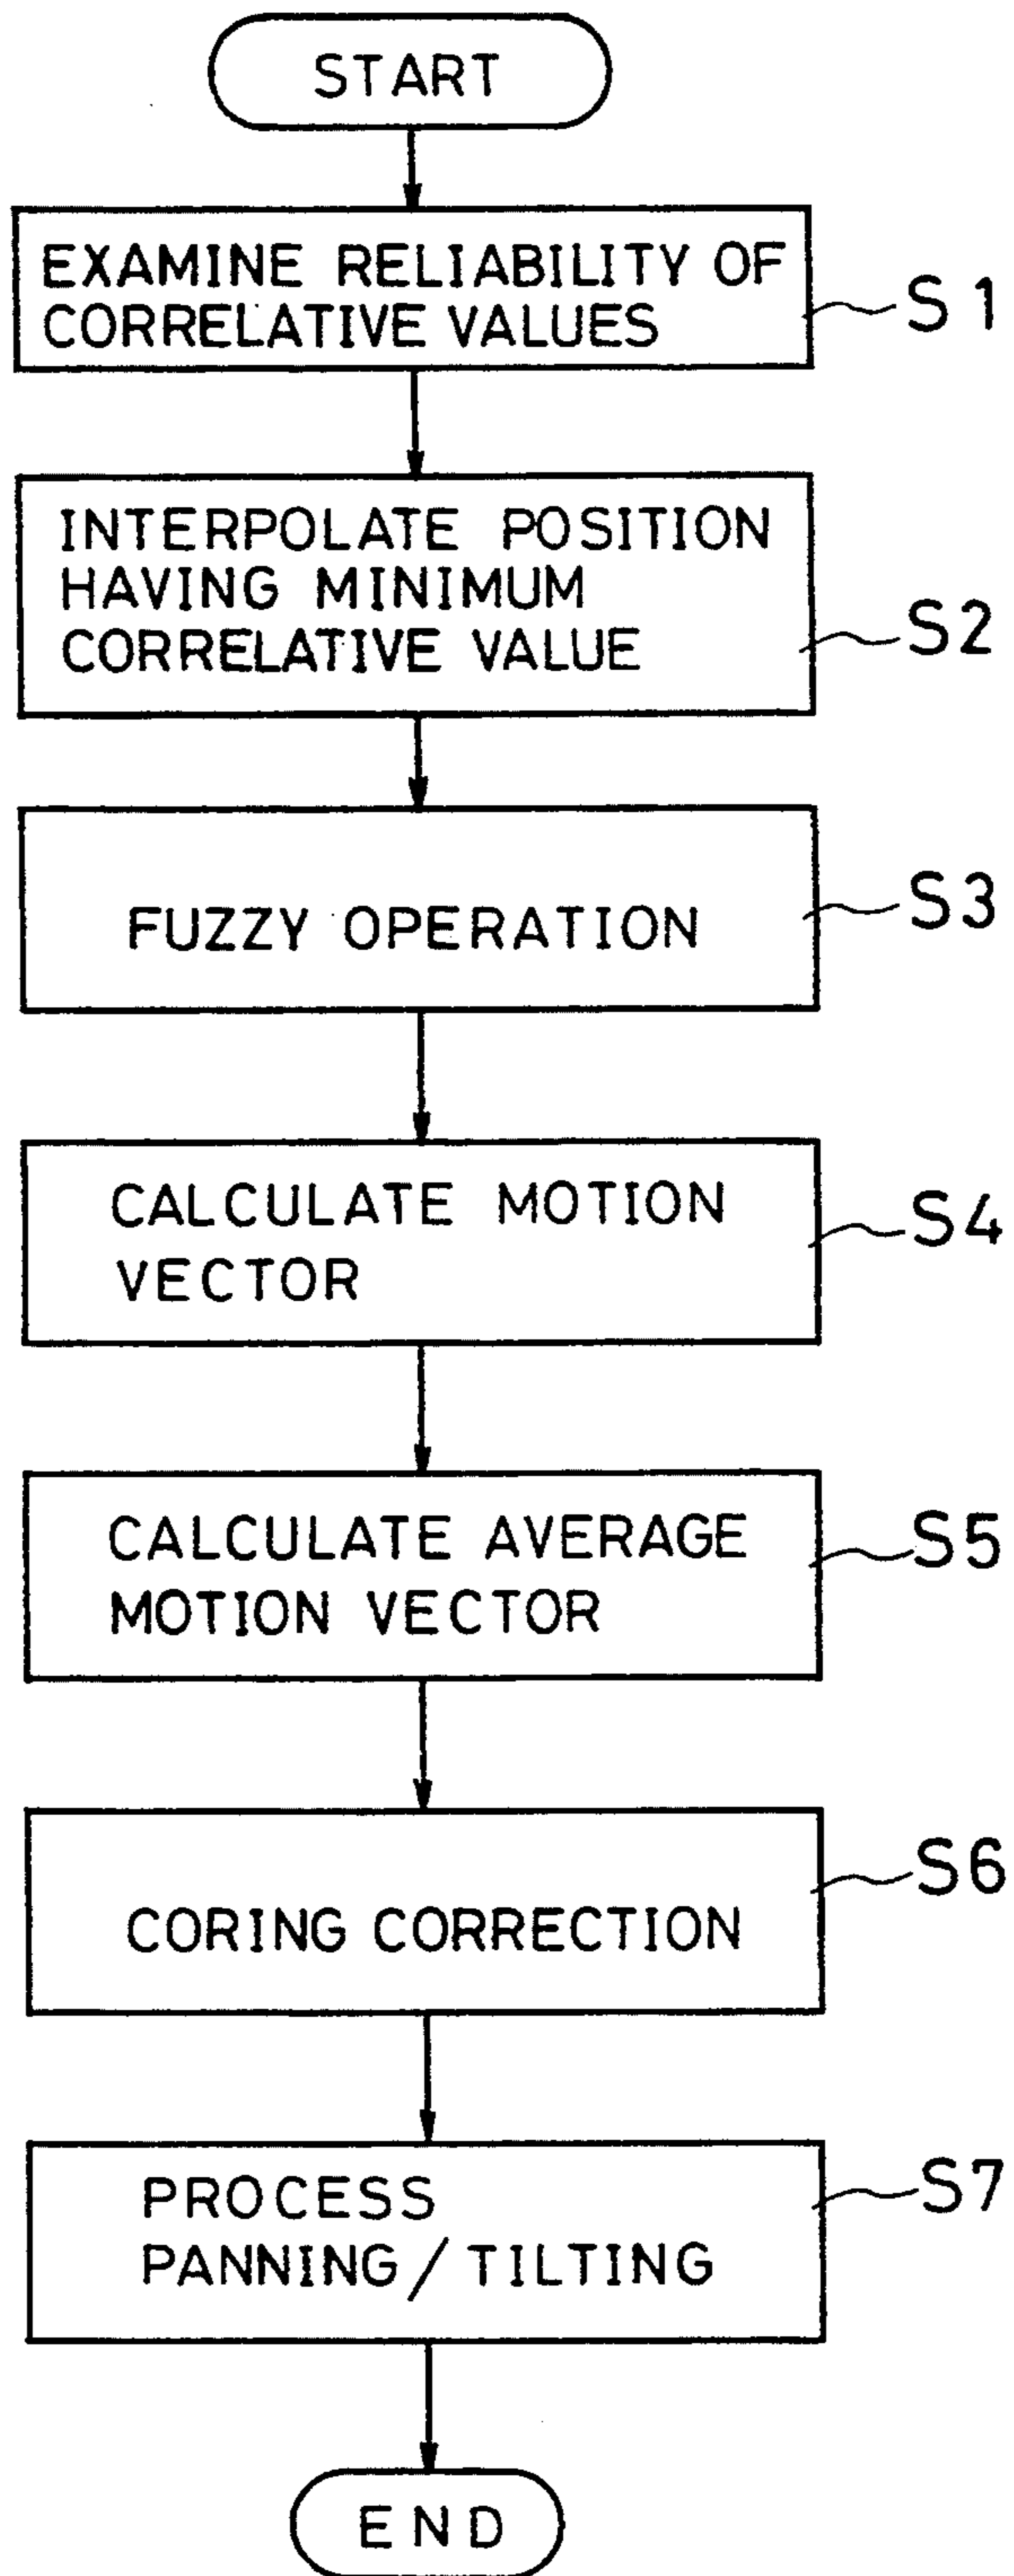 START
EXAMINE RELIABILITY OF
CORRELATIVE VALUES
S1
INTERPOLATE POSITION
HAVING MINIMUM
CORRELATIVE VALUE
S2
FUZZY OPERATION
S3
CALCULATE MOTION
VECTOR
S4
CALCULATE AVERAGE
MOTION VECTOR
S5
CORING CORRECTION
S6
PROCESS
PANNING/TILTING
S7
END